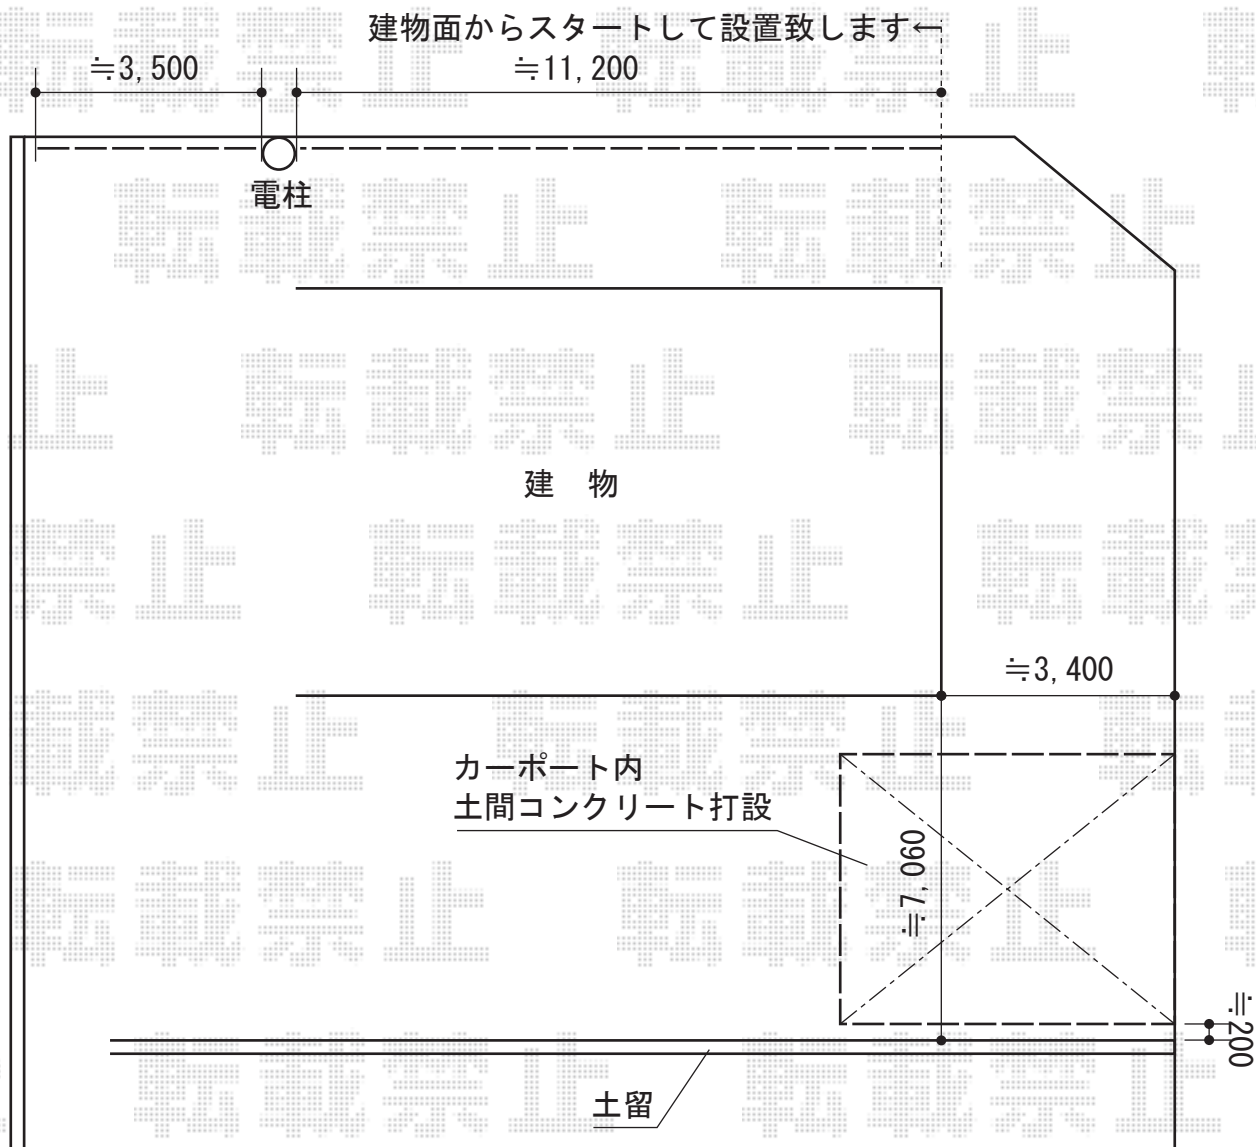 建物面からスタートして設置致します←
≒3,500
≒11,200
電柱
建 物
≒3,400
カーポート内
土間コンクリート打設
≒7,060
≒200
土留
転載禁止